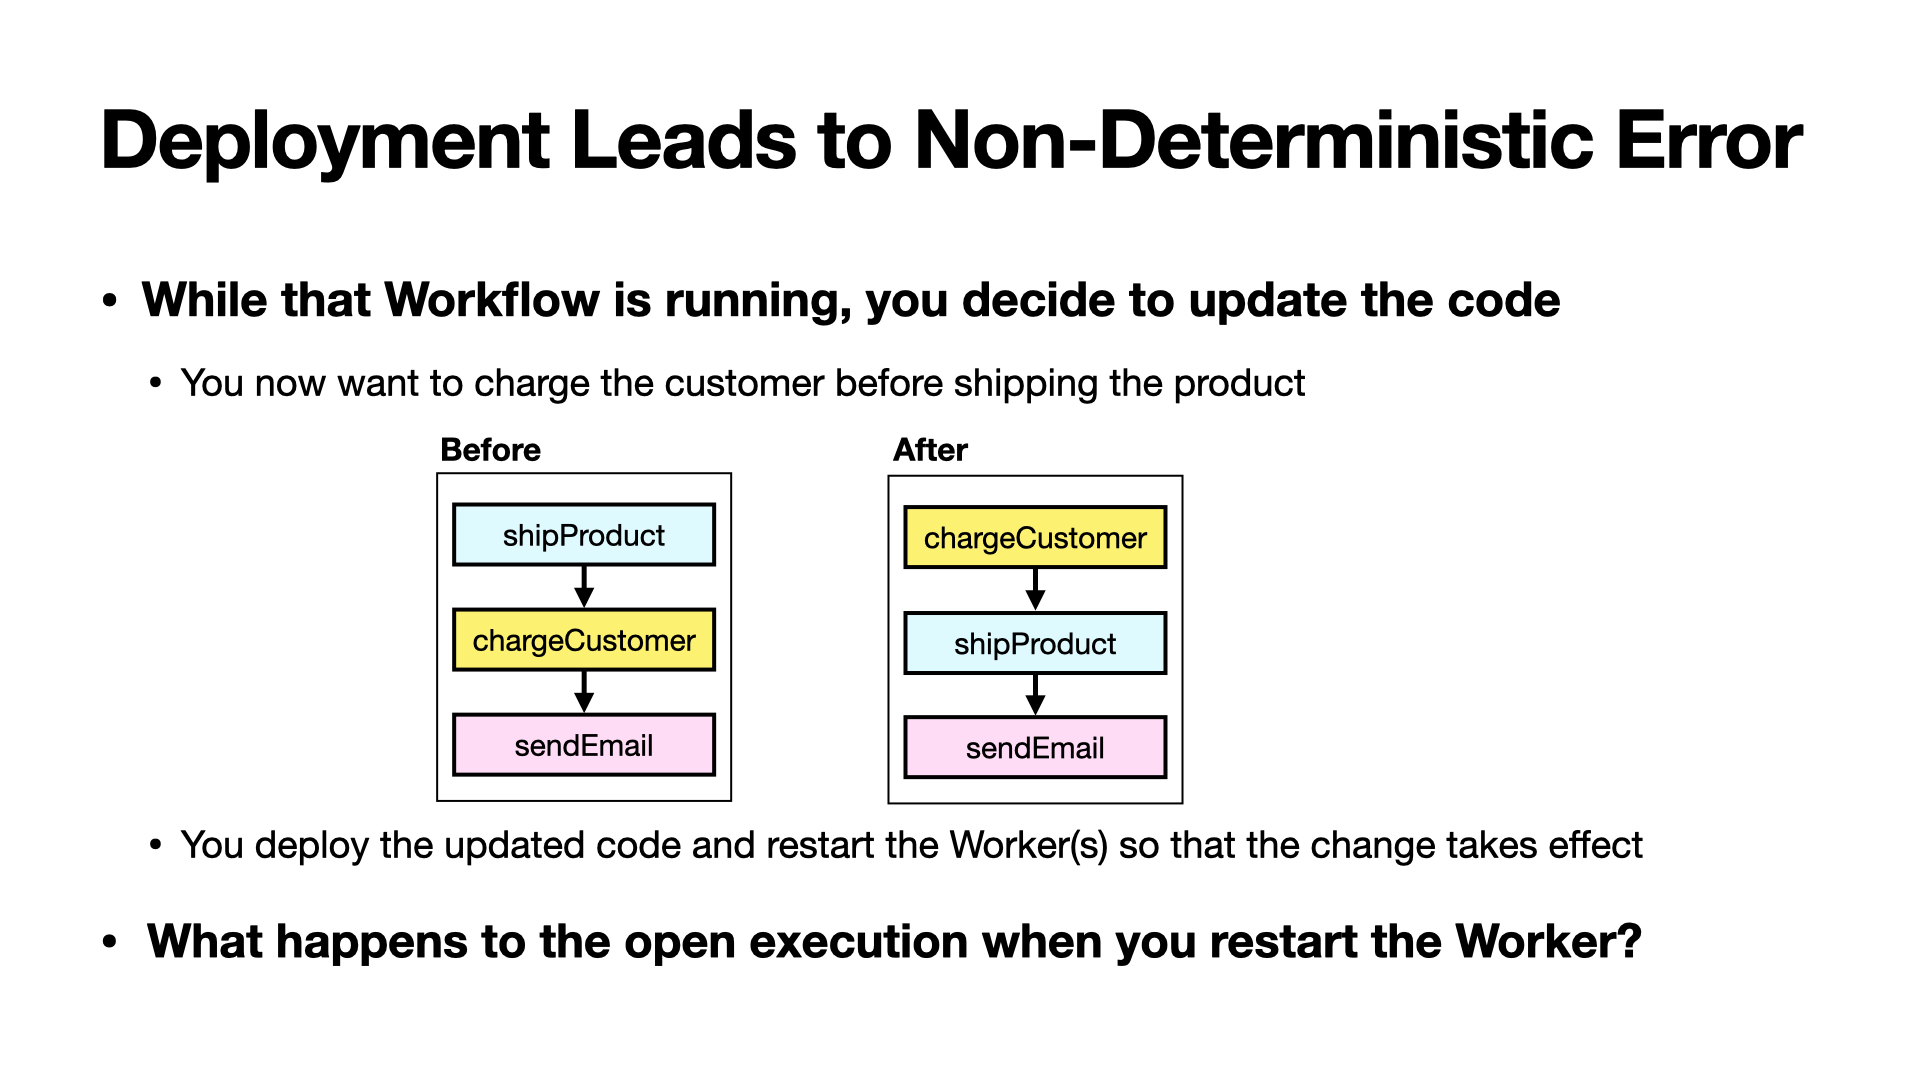 Deployment Leads to Non-Deterministic Error
• While that Workflow is running, you decide to update the code
• You now want to charge the customer before shipping the product
Before
shipProduct
chargeCustomer
sendEmail
After
chargeCustomer
shipProduct
sendEmail
• You deploy the updated code and restart the Worker(s) so that the change takes effect
• What happens to the open execution when you restart the Worker?